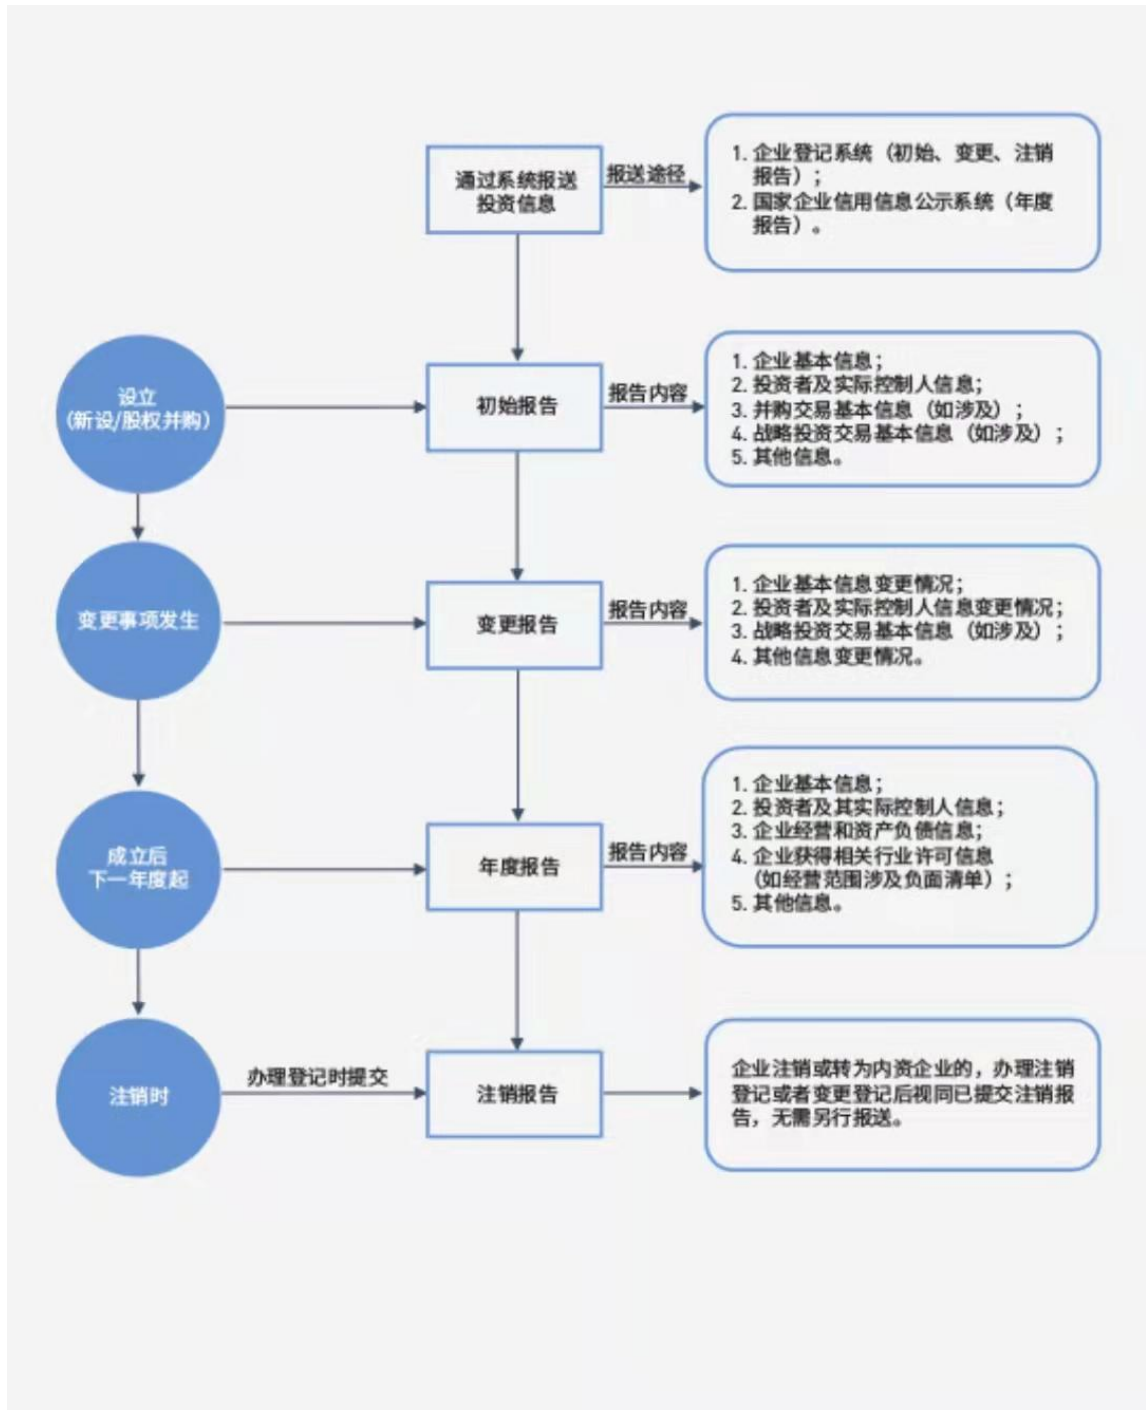 通过系统报送
投资信息
报送途径
1. 企业登记系统（初始、变更、注销
报告）；
2. 国家企业信用信息公示系统（年度
报告）。
设立
(新设/股权并购)
初始报告
报告内容
1. 企业基本信息；
2. 投资者及实际控制人信息；
3. 并购交易基本信息（如涉及）；
4. 战略投资交易基本信息（如涉及）；
5. 其他信息。
变更事项发生
变更报告
报告内容
1. 企业基本信息变更情况；
2. 投资者及实际控制人信息变更情况；
3. 战略投资交易基本信息（如涉及）；
4. 其他信息变更情况。
成立后
下一年度起
年度报告
报告内容
1. 企业基本信息；
2. 投资者及其实际控制人信息；
3. 企业经营和资产负债信息；
4. 企业获得相关行业许可信息
（如经营范围涉及负面清单）；
5. 其他信息。
注销时
办理登记时提交
注销报告
企业注销或转为内资企业的，办理注销
登记或者变更登记后视同已提交注销报
告，无需另行报送。